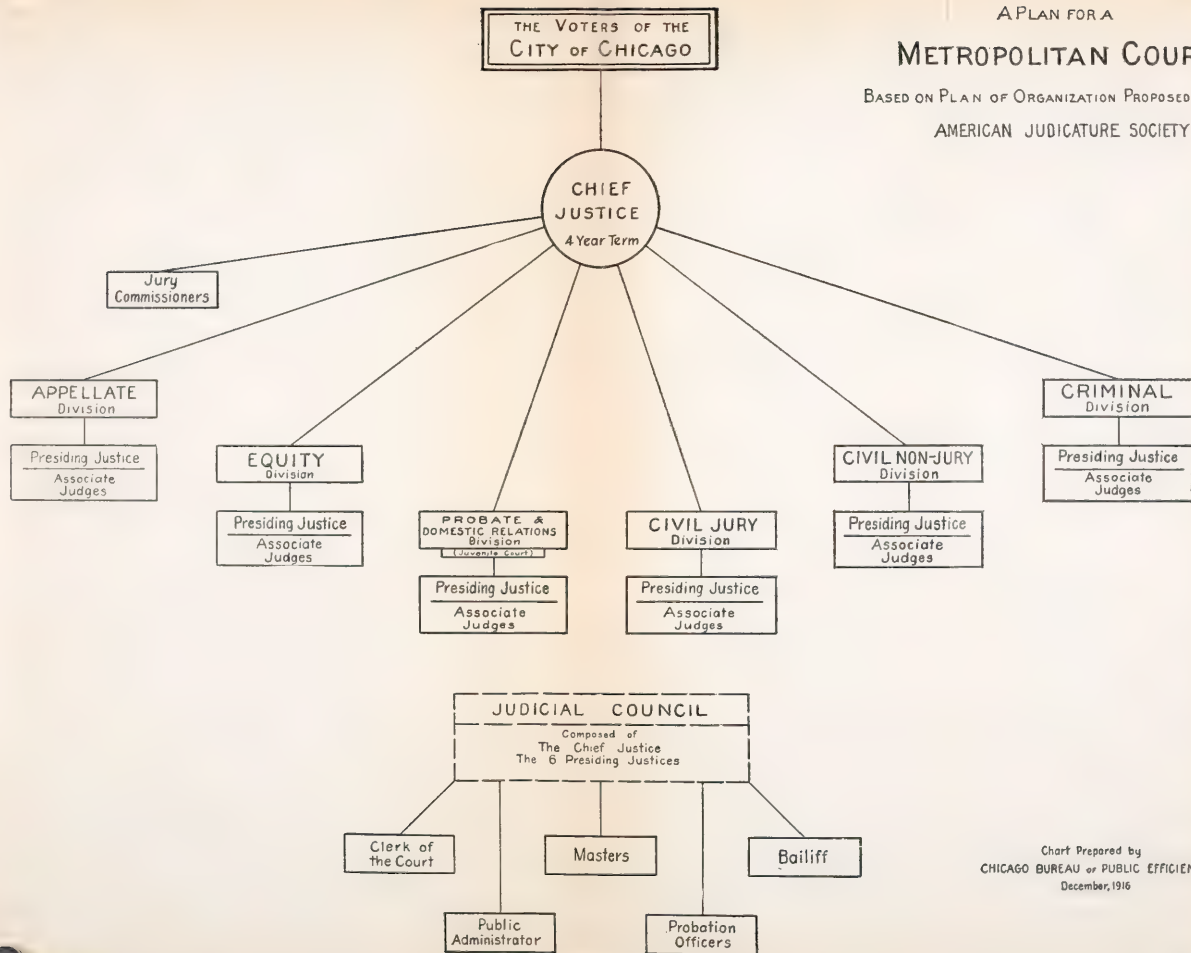 THE VOTERS OF THE
CITY OF CHICAGO
A PLAN FOR A
METROPOLITAN COUR
BASED ON PLAN OF ORGANIZATION PROPOSED
AMERICAN JUDICATURE SOCIETY
CHIEF
JUSTICE
4 Year Term
Jury
Commissioners
APPELLATE
Division
Presiding Justice
Associate
Judges
EQUITY
Division
Presiding Justice
Associate
Judges
PROBATE &
DOMESTIC RELATIONS
Division
(Juvenile Court)
Presiding Justice
Associate
Judges
CIVIL JURY
Division
Presiding Justice
Associate
Judges
CIVIL NON-JURY
Division
Presiding Justice
Associate
Judges
CRIMINAL
Division
Presiding Justice
Associate
Judges
JUDICIAL COUNCIL
Composed of
The Chief Justice
The 6 Presiding Justices
Clerk of
the Court
Public
Administrator
Masters
Probation
Officers
Bailiff
Chart Prepared by
CHICAGO BUREAU OF PUBLIC EFFICIEN
December, 1916